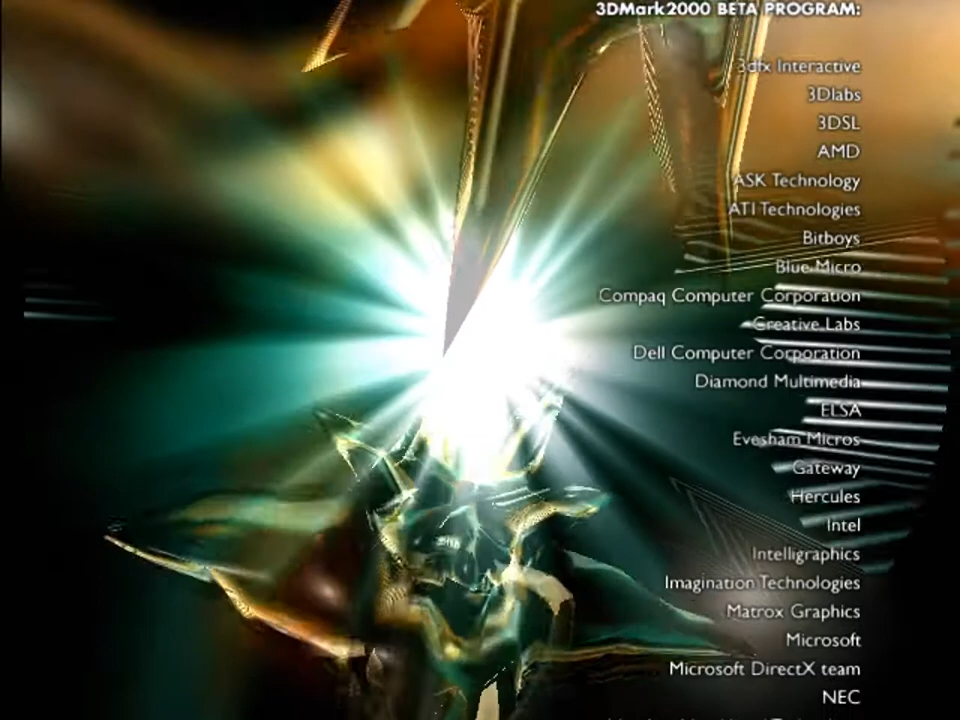 3DMark2000 BETA PROGRAM:
3dfx Interactive
3Dlabs
3DSL
AMD
ASK Technology
ATI Technologies
Bitboys
Blue Micro
Compaq Computer Corporation
Creative Labs
Dell Computer Corporation
Diamond Multimedia
ELSA
Evesham Micros
Gateway
Hercules
Intel
Intelligraphics
Imagination Technologies
Matrox Graphics
Microsoft
Microsoft DirectX team
NEC